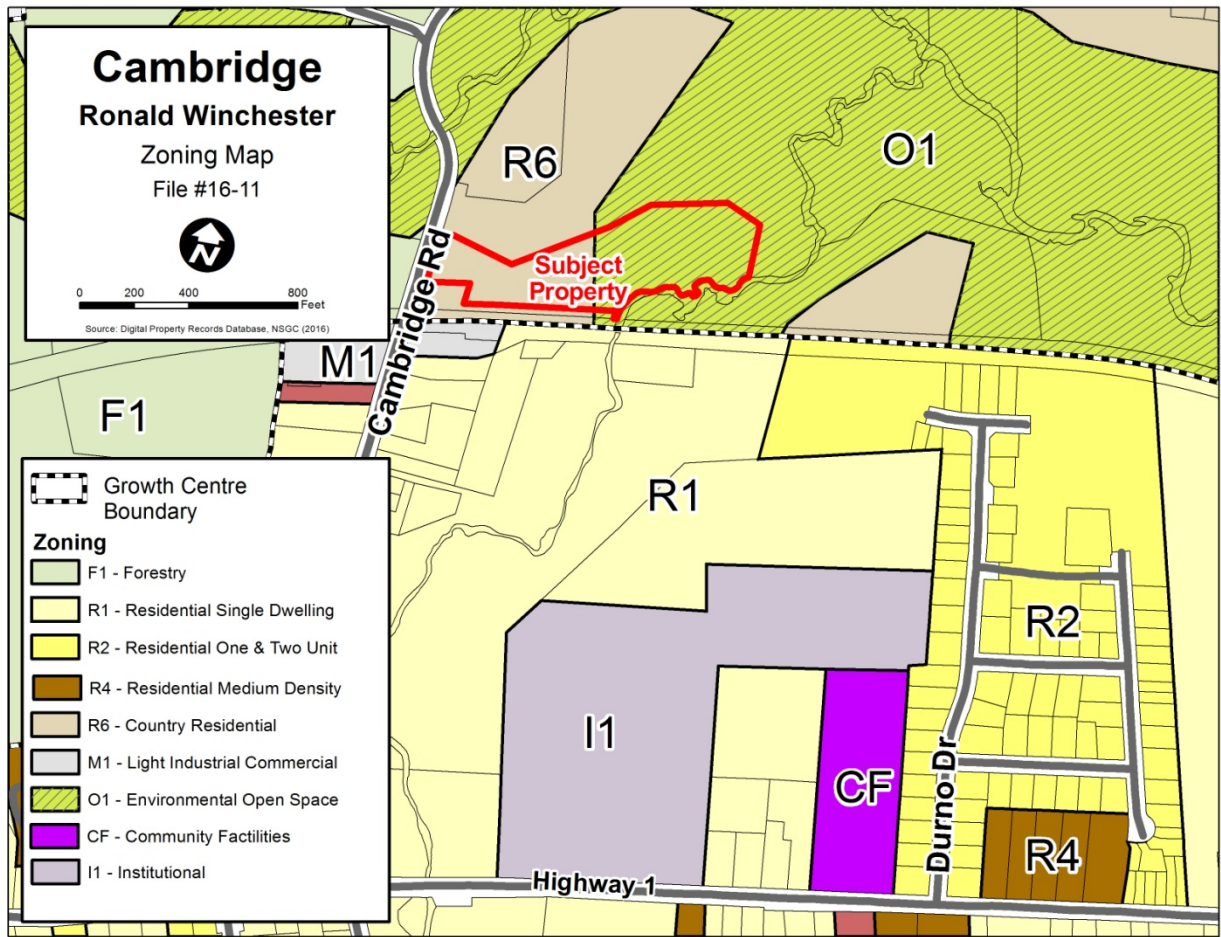 Cambridge
Ronald Winchester
Zoning Map
File #16-11
N
0 200 400 800
Feet
Source: Digital Property Records Database, NSGC (2016)
R6
O1
Subject
Property
Cambridge Rd
M1
F1
R1
R2
I1
CF
Durno Dr
R4
Highway 1
Growth Centre
Boundary
Zoning
F1 - Forestry
R1 - Residential Single Dwelling
R2 - Residential One & Two Unit
R4 - Residential Medium Density
R6 - Country Residential
M1 - Light Industrial Commercial
O1 - Environmental Open Space
CF - Community Factilities
I1 - Institutional